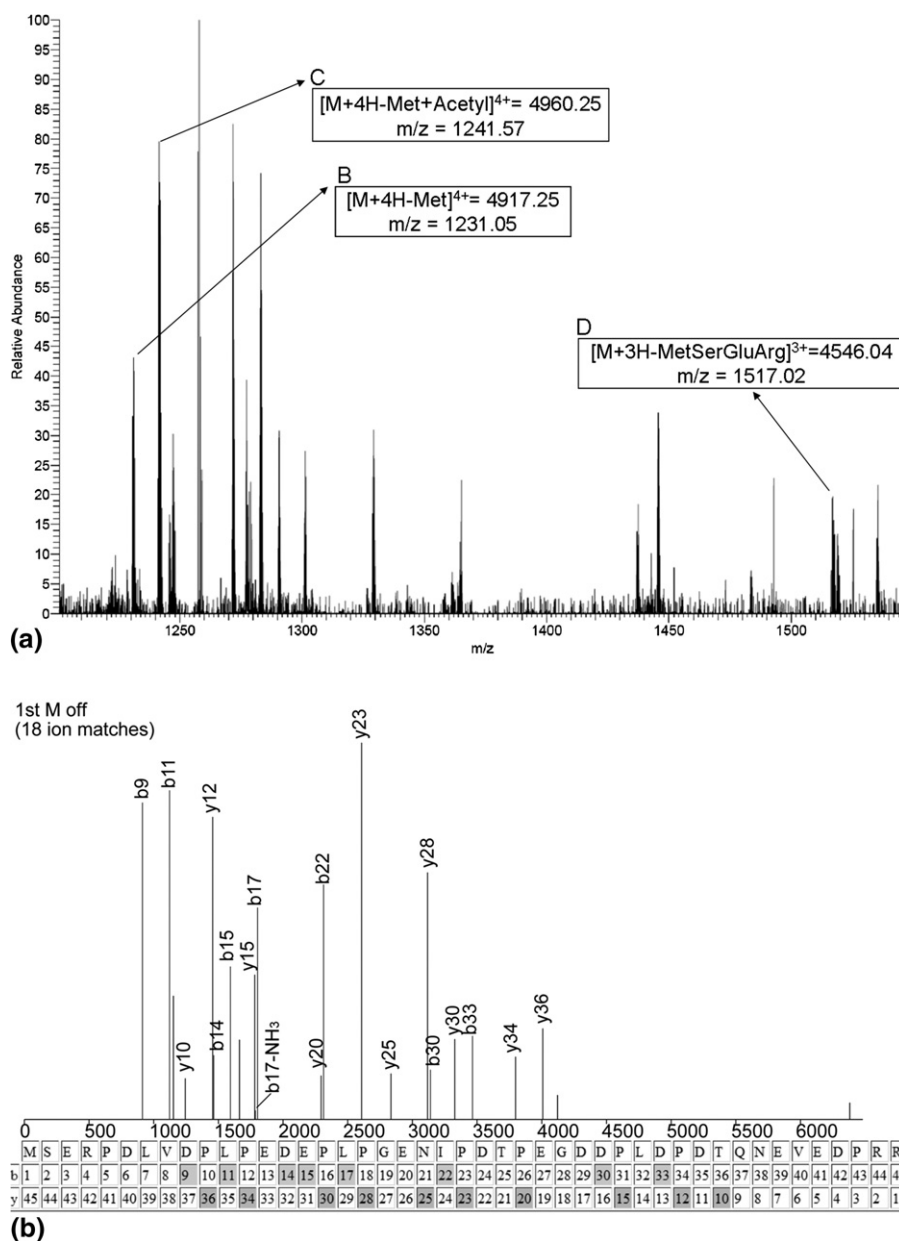 100
95
90
85
80
75
70
65
60
55
50
45
40
35
30
25
20
15
10
5
0
Relative Abundance
C
[M+4H-Met+Acetyl]4+= 4960.25
m/z = 1241.57
B
[M+4H-Met]4+= 4917.25
m/z = 1231.05
D
[M+3H-MetSerGluArg]3+=4546.04
m/z = 1517.02
1250 1300 1350 1400 1450 1500
m/z
(a)
1st M off
(18 ion matches)
b9
b11
y10
y12
b14
b15
y15
b17
b17-NH3
y20
b22
y23
y25
y28
b30
y30
b33
y34
y36
0 500 1000 1500 2000 2500 3000 3500 4000 4500 5000 5500 6000
M S E R P D L V D P L P E D E P L P G E N I P D T P E G D D P L D P D T Q N E V E D P R R
b 1 2 3 4 5 6 7 8 9 10 11 12 13 14 15 16 17 18 19 20 21 22 23 24 25 26 27 28 29 30 31 32 33 34 35 36 37 38 39 40 41 42 43 44 4
y 45 44 43 42 41 40 39 38 37 36 35 34 33 32 31 30 29 28 27 26 25 24 23 22 21 20 19 18 17 16 15 14 13 12 11 10 9 8 7 6 5 4 3 2 1
(b)